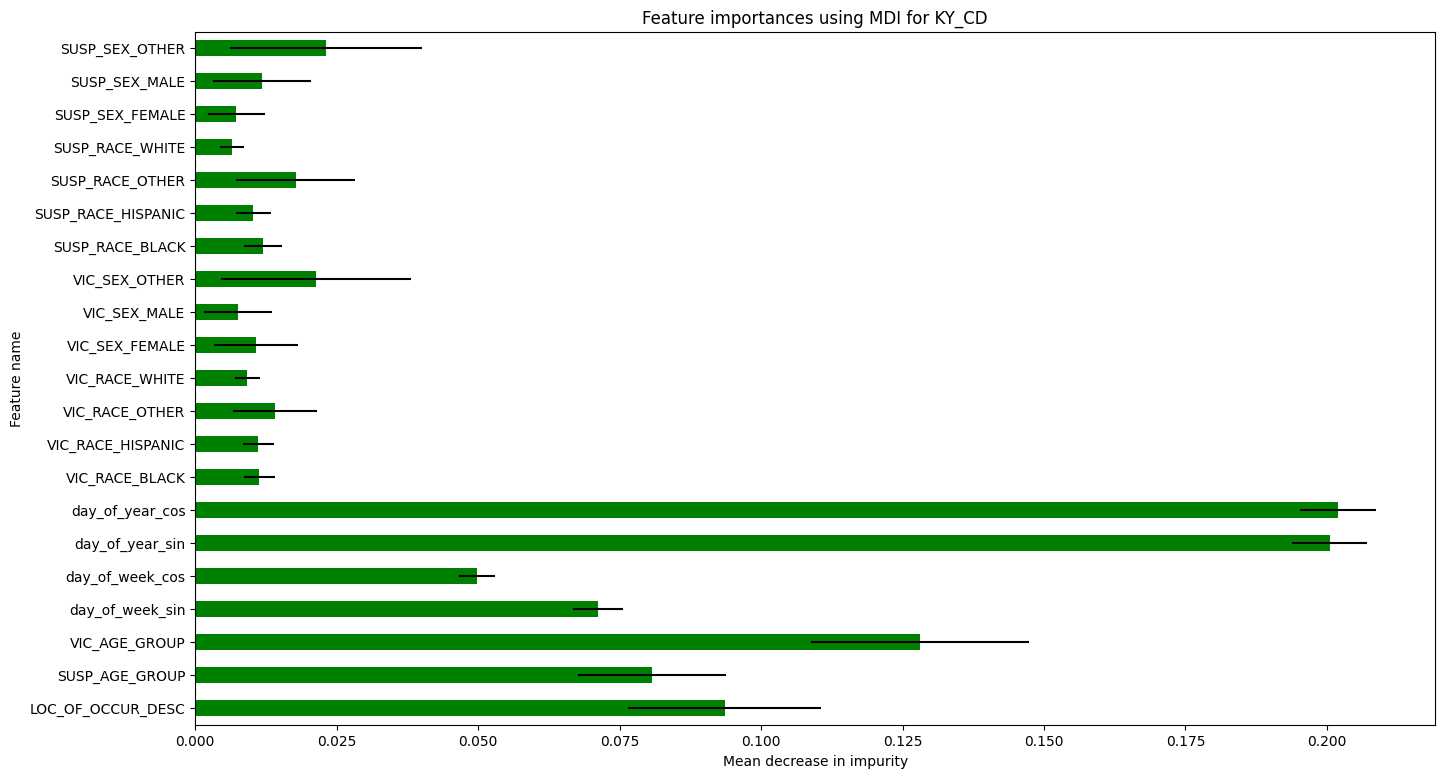 Feature importances using MDI for KY_CD
SUSP_SEX_OTHER
SUSP_SEX_MALE
SUSP_SEX_FEMALE
SUSP_RACE_WHITE
SUSP_RACE_OTHER
SUSP_RACE_HISPANIC
SUSP_RACE_BLACK
VIC_SEX_OTHER
VIC_SEX_MALE
VIC_SEX_FEMALE
VIC_RACE_WHITE
VIC_RACE_OTHER
VIC_RACE_HISPANIC
VIC_RACE_BLACK
day_of_year_cos
day_of_year_sin
day_of_week_cos
day_of_week_sin
VIC_AGE_GROUP
SUSP_AGE_GROUP
LOC_OF_OCCUR_DESC
Feature name
0.000 0.025 0.050 0.075 0.100 0.125 0.150 0.175 0.200
Mean decrease in impurity